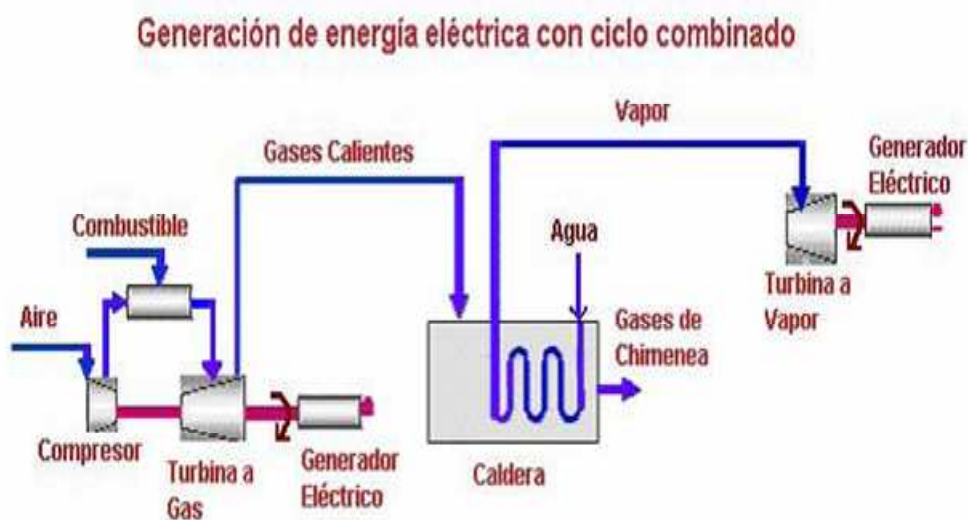 Generación de energía eléctrica con ciclo combinado
Vapor
Gases Calientes
Generador
Eléctrico
Combustible
Agua
Aire
Turbina a
Vapor
Gases de
Chimenea
Compresor
Turbina a
Gas
Generador
Eléctrico
Caldera